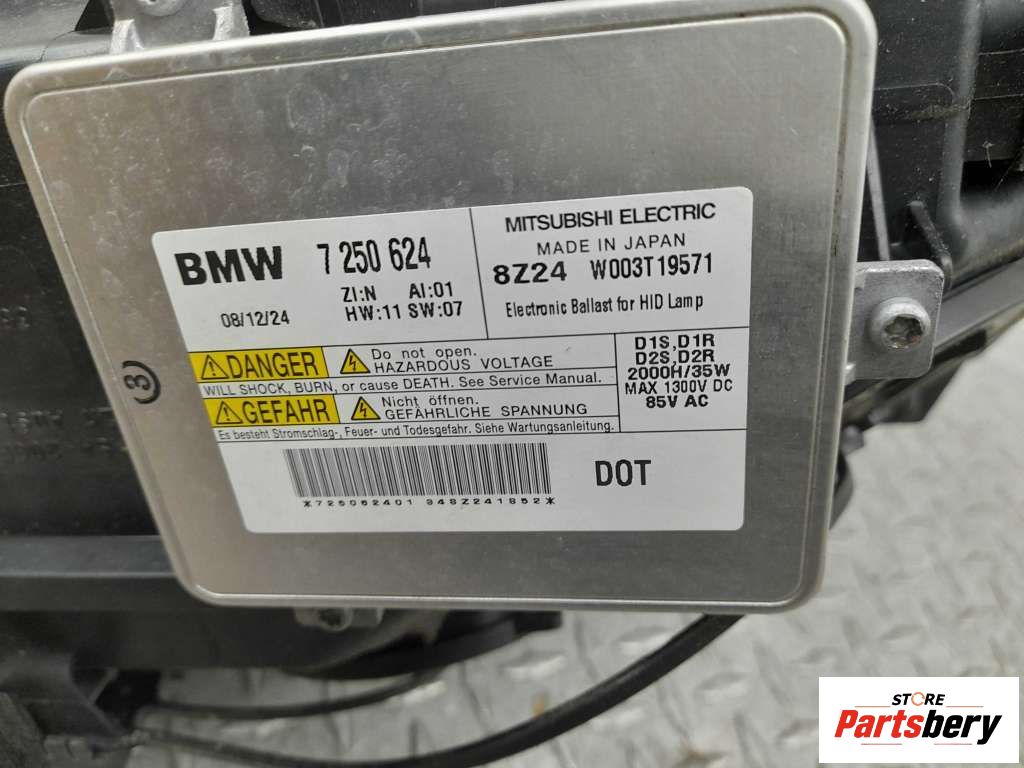 BMW 7 250 624
ZI:N AI:01
08/12/24 HW:11 SW:07
MITSUBISHI ELECTRIC
MADE IN JAPAN
8Z24 W003T19571
Electronic Ballast for HID Lamp
DANGER Do not open.
HAZARDOUS VOLTAGE
WILL SHOCK, BURN, or cause DEATH. See Service Manual.
GEFAHR Nicht öffnen.
GEFÄHRLICHE SPANNUNG
Es besteht Stromschlag-, Feuer- und Todesgefahr. Siehe Wartungsanleitung.
D1S,D1R
D2S,D2R
2000H/35W
MAX 1300V DC
85V AC
*725062401 948Z241852*
DOT
3
STORE
Partsbery